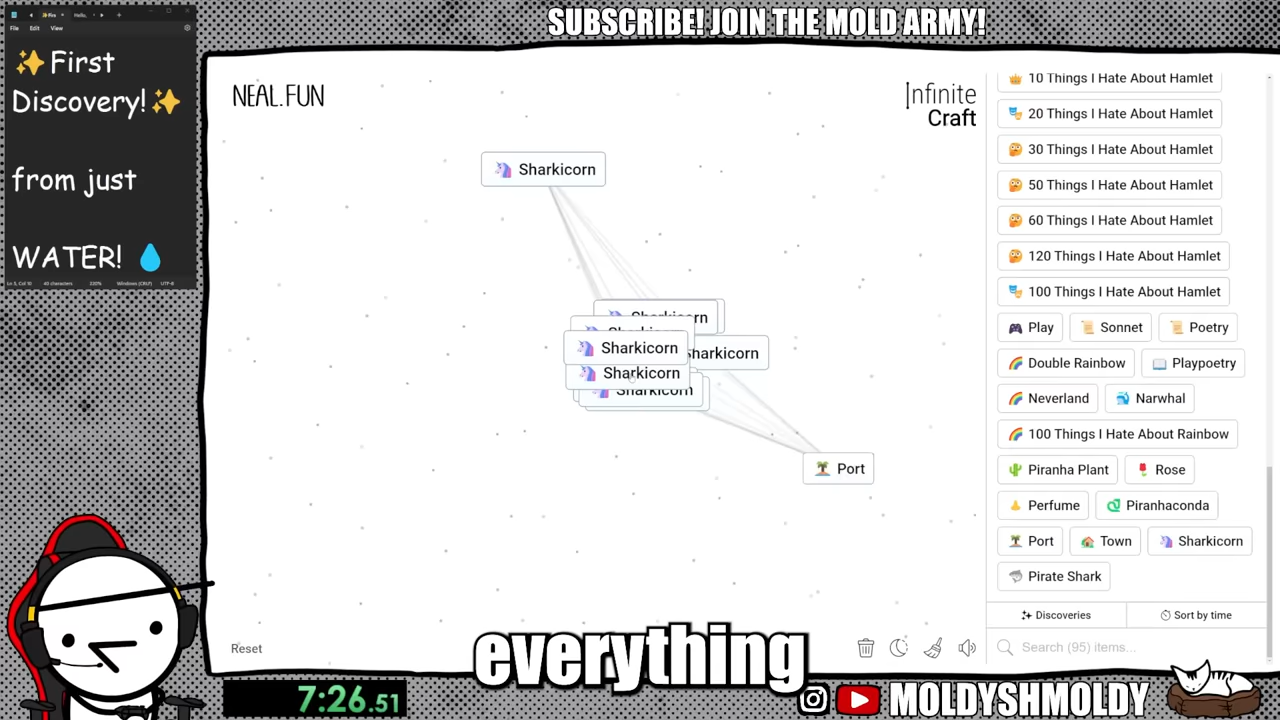 SUBSCRIBE! JOIN THE MOLD ARMY!
File Edit View
✨First
Discovery!✨
from just
WATER! 💧
NEAL.FUN
Infinite
Craft
Sharkicorn
Sharkicorn
Sharkicorn
Sharkicorn
Sharkicorn
Sharkicorn
Port
10 Things I Hate About Hamlet
20 Things I Hate About Hamlet
30 Things I Hate About Hamlet
50 Things I Hate About Hamlet
60 Things I Hate About Hamlet
120 Things I Hate About Hamlet
100 Things I Hate About Hamlet
Play Sonnet Poetry
Double Rainbow Playpoetry
Neverland Narwhal
100 Things I Hate About Rainbow
Piranha Plant Rose
Perfume Piranhaconda
Port Town Sharkicorn
Pirate Shark
Discoveries Sort by time
Search (95) items...
Reset
everything
7:26.51
MOLDYSHMOLDY